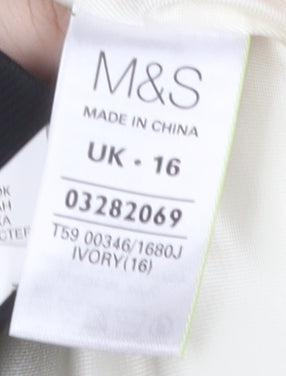 M&S
MADE IN CHINA
UK · 16
03282069
T59 00346/1680J
IVORY(16)